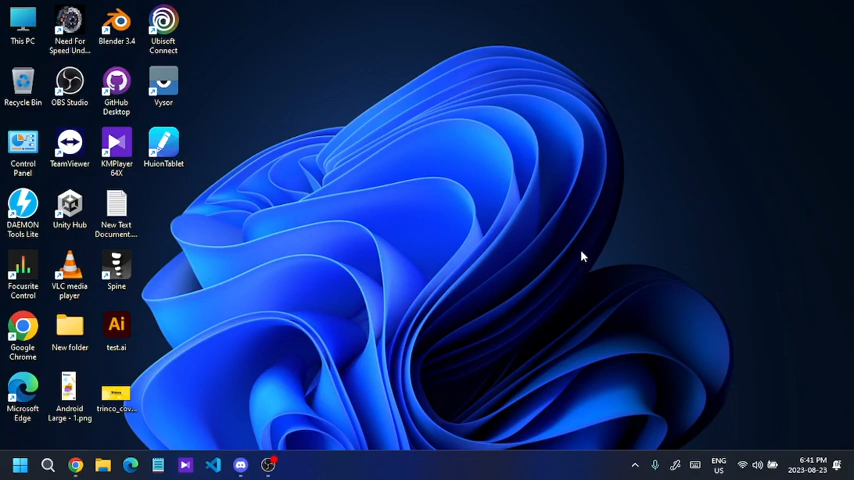 This PC
Need For
Speed Und...
Blender 3.4
Ubisoft
Connect
Recycle Bin
OBS Studio
GitHub
Desktop
Vysor
Control
Panel
TeamViewer
KMPlayer
64X
HuionTablet
DAEMON
Tools Lite
Unity Hub
New Text
Document....
Focusrite
Control
VLC media
player
Spine
Google
Chrome
New folder
Ai
test.ai
Microsoft
Edge
Android
Large - 1.png
trinco_cov...
ENG
US
6:41 PM
2023-08-23